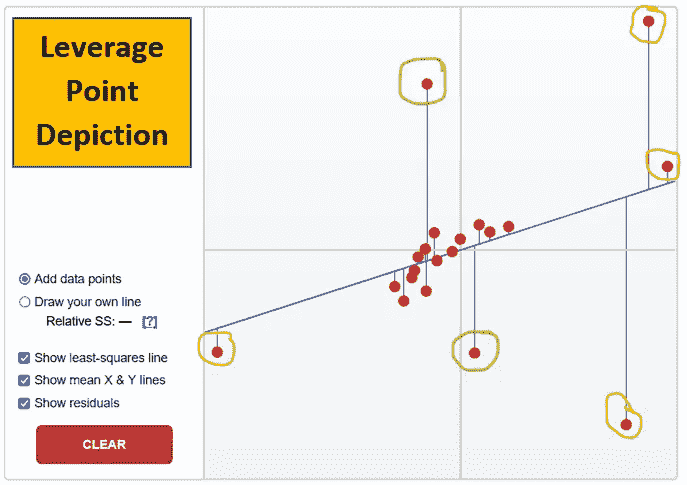 Leverage
Point
Depiction
Add data points
Draw your own line
Relative SS: — [?]
Show least-squares line
Show mean X & Y lines
Show residuals
CLEAR